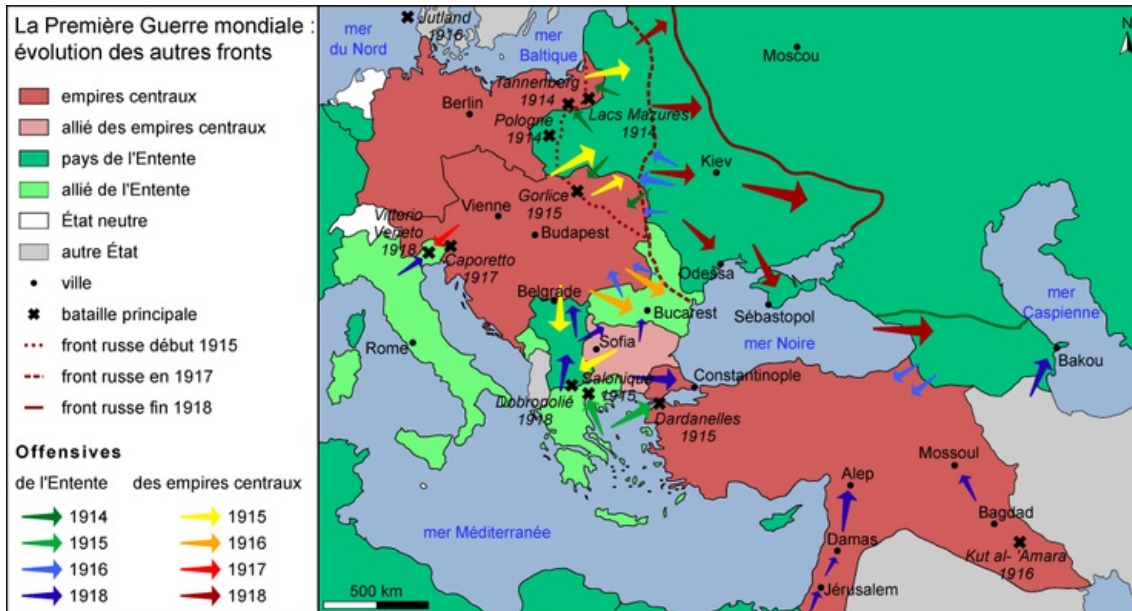 La Première Guerre mondiale :
évolution des autres fronts
empires centraux
allié des empires centraux
pays de l'Entente
allié de l'Entente
État neutre
autre État
ville
bataille principale
front russe début 1915
front russe en 1917
front russe fin 1918
Offensives
de l'Entente
des empires centraux
1914
1915
1915
1916
1916
1917
1918
1918
mer
du Nord
Jutland
1916
mer
Baltique
Moscou
N
Berlin
Tannenberg
1914
Lacs Mazures
1914
Pologne
1914
Kiev
Gorlice
1915
Vienne
Budapest
Vittorio
Veneto
1918
Caporetto
1917
Odessa
Belgrade
Bucarest
Sébastopol
mer
Caspienne
Rome
Sofia
mer Noire
Bakou
Salonique
1915
Constantinople
Dobropolié
1918
Dardanelles
1915
Mossoul
Alep
mer Méditerranée
Bagdad
Damas
Kut al- 'Amara
1916
Jérusalem
500 km